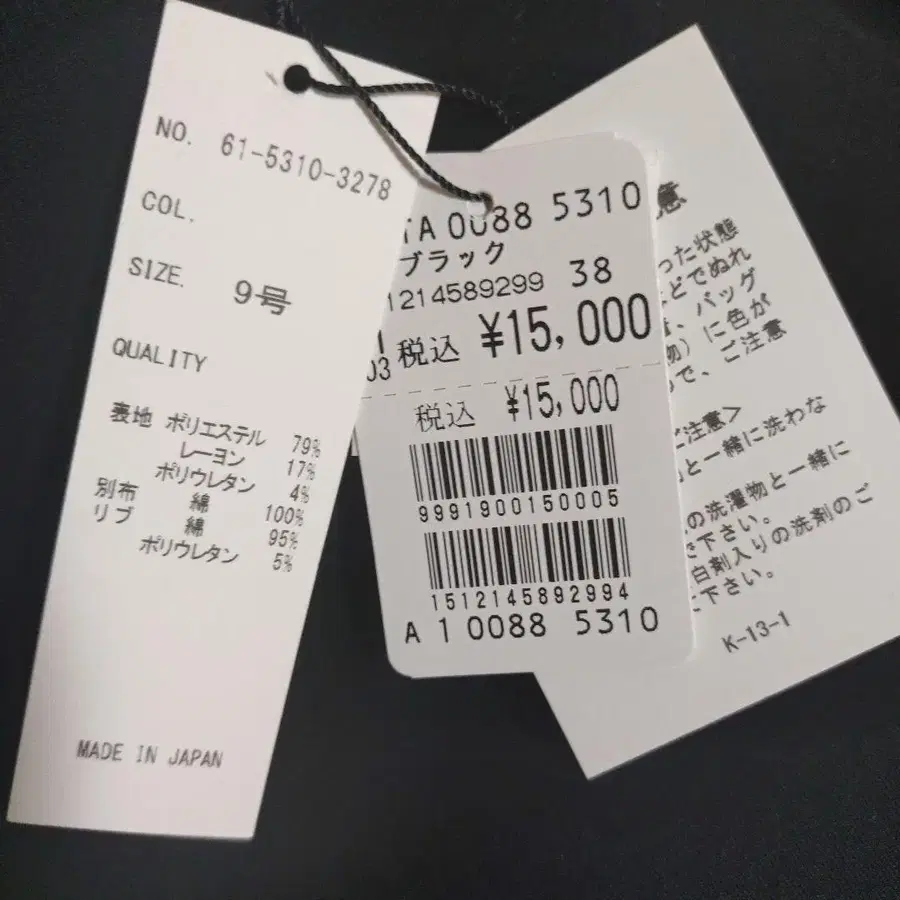 NO. 61-5310-3278
COL.
SIZE. 9号
QUALITY
表地 ポリエステル 79%
レーヨン 17%
ポリウレタン 4%
別布 綿 100%
リブ 綿 95%
ポリウレタン 5%
MADE IN JAPAN
TA 0088 5310
ブラック
1214589299 38
03 税込 ¥15,000
税込 ¥15,000
9991900150005
1512145892994
A 1 0088 5310
意
った状態
どでぬれ
、バッグ
物)に色が
で、ご注意
ご注意>
と一緒に洗わな
の洗濯物と一緒に
で下さい。
白剤入りの洗剤のご
下さい。
K-13-1